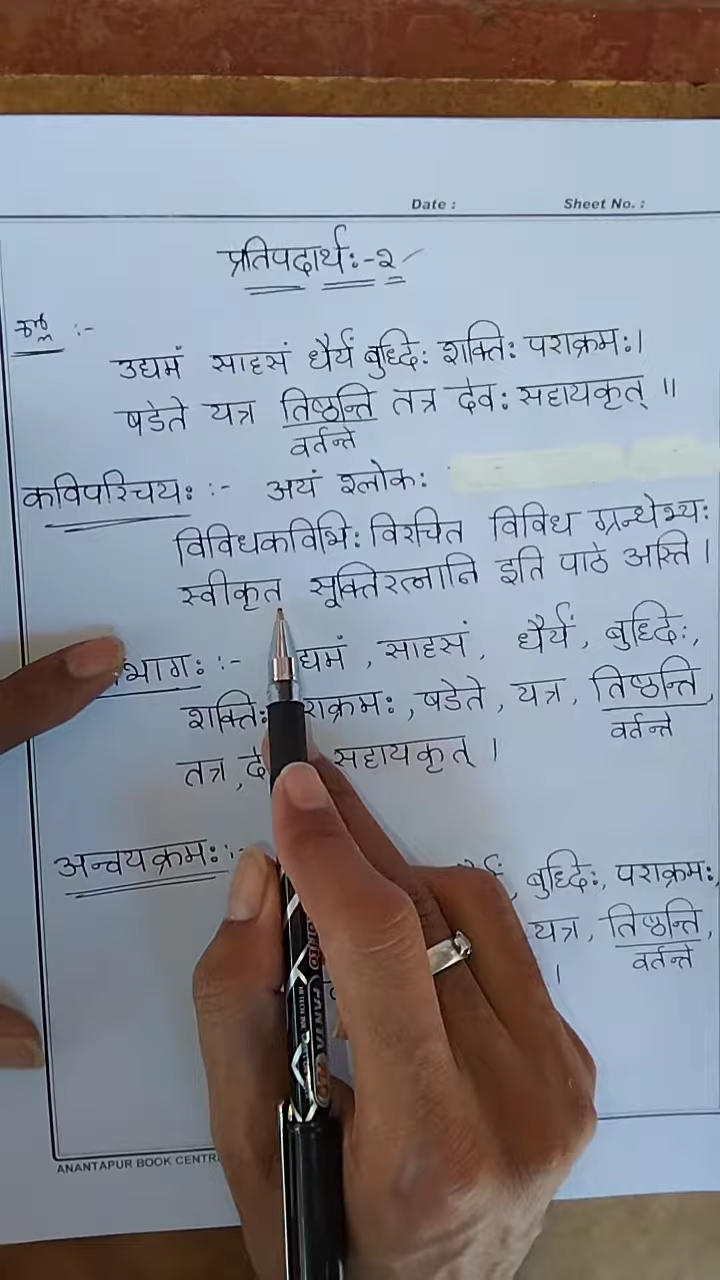 Date : Sheet No. :
प्रतिपदार्थः-२
उद्यमं साहसं धैर्यं बुध्दिः शक्तिः पराक्रमः।
षडेते यत्र तिष्ठन्ति तत्र देवः सहायकृत् ॥
वर्तन्ते
कविपरिचयः :- अयं श्लोकः
विविधकविभिः विरचित विविध ग्रन्थेभ्यः
स्वीकृत सूक्तिरत्नानि इति पाठे अस्ति।
भागः :- द्यमं , साहसं , धैर्यं , बुध्दिः,
शक्तिः राक्रमः, षडेते , यत्र, तिष्ठन्ति,
वर्तन्ते
तत्र , दे सहायकृत् ।
अन्वयक्रमः :- बुध्दिः, पराक्रमः,
यत्र, तिष्ठन्ति,
वर्तन्ते
।
ANANTAPUR BOOK CENTR